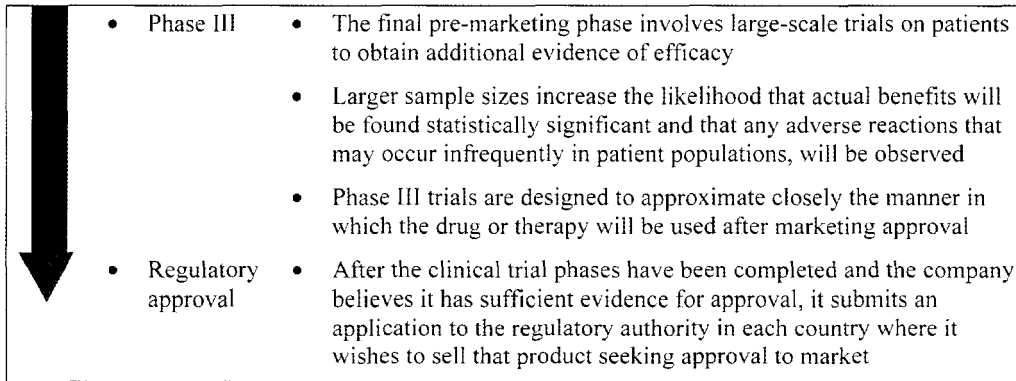 • Phase III • The final pre-marketing phase involves large-scale trials on patients
to obtain additional evidence of efficacy
• Larger sample sizes increase the likelihood that actual benefits will
be found statistically significant and that any adverse reactions that
may occur infrequently in patient populations, will be observed
• Phase III trials are designed to approximate closely the manner in
which the drug or therapy will be used after marketing approval
• Regulatory • After the clinical trial phases have been completed and the company
approval believes it has sufficient evidence for approval, it submits an
application to the regulatory authority in each country where it
wishes to sell that product seeking approval to market